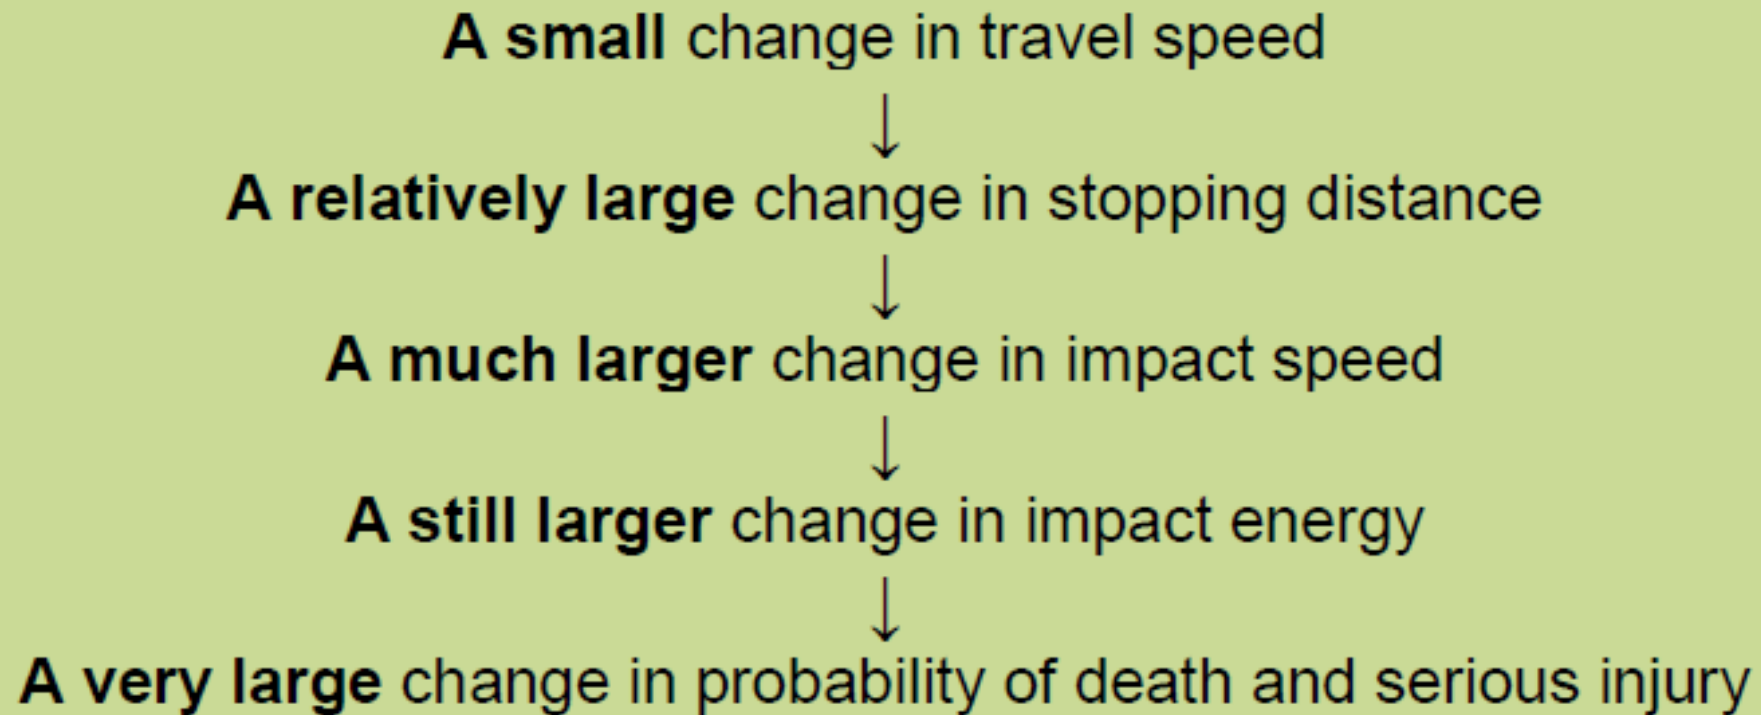 A small change in travel speed
↓
A relatively large change in stopping distance
↓
A much larger change in impact speed
↓
A still larger change in impact energy
↓
A very large change in probability of death and serious injury